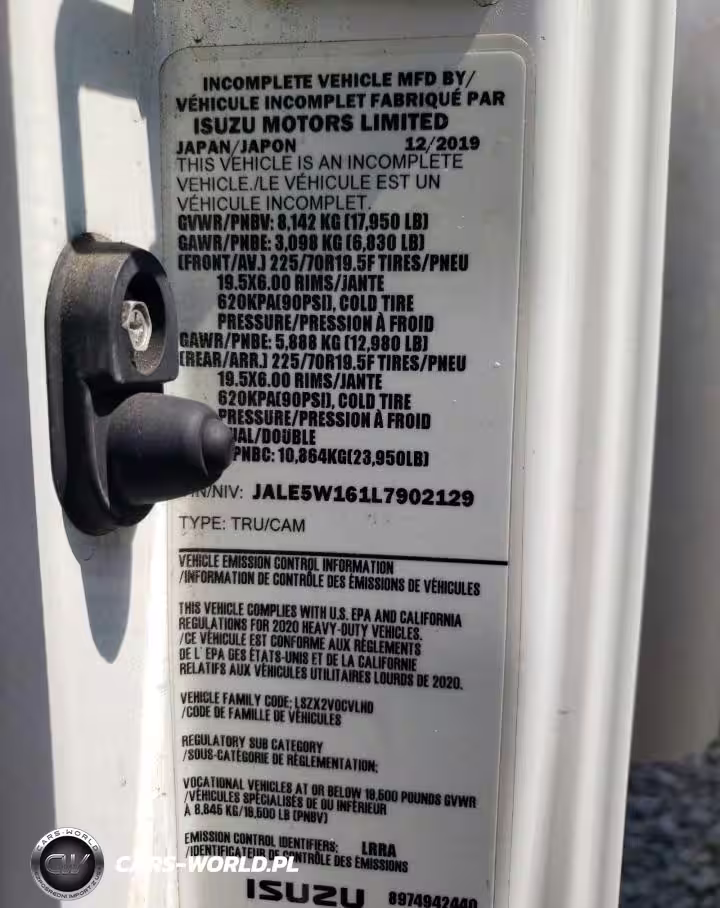 INCOMPLETE VEHICLE MFD BY/
VÉHICULE INCOMPLET FABRIQUÉ PAR
ISUZU MOTORS LIMITED
JAPAN/JAPON 12/2019
THIS VEHICLE IS AN INCOMPLETE
VEHICLE./LE VÉHICULE EST UN
VÉHICULE INCOMPLET.
GVWR/PNBV: 8,142 KG (17,950 LB)
GAWR/PNBE: 3,098 KG (6,830 LB)
(FRONT/AV.) 225/70R19.5F TIRES/PNEU
19.5X6.00 RIMS/JANTE
620KPA(90PSI), COLD TIRE
PRESSURE/PRESSION À FROID
GAWR/PNBE: 5,888 KG (12,980 LB)
(REAR/ARR.) 225/70R19.5F TIRES/PNEU
19.5X6.00 RIMS/JANTE
620KPA(90PSI), COLD TIRE
PRESSURE/PRESSION À FROID
/DOUBLE
PNBC: 10,864KG(23,950LB)
/NIV: JALE5W161L7902129
TYPE: TRU/CAM
VEHICLE EMISSION CONTROL INFORMATION
/INFORMATION DE CONTRÔLE DES ÉMISSIONS DE VÉHICULES
THIS VEHICLE COMPLIES WITH U.S. EPA AND CALIFORNIA
REGULATIONS FOR 2020 HEAVY-DUTY VEHICLES.
/CE VÉHICULE EST CONFORME AUX RÈGLEMENTS
DE L' EPA DES ÉTATS-UNIS ET DE LA CALIFORNIE
RELATIFS AUX VÉHICULES UTILITAIRES LOURDS DE 2020.
VEHICLE FAMILY CODE: LSZX2VOCVLHD
/CODE DE FAMILLE DE VÉHICULES
REGULATORY SUB CATEGORY
/SOUS-CATÉGORIE DE RÉGLEMENTATION:
VOCATIONAL VEHICLES AT OR BELOW 19,500 POUNDS GVWR
/VÉHICULES SPÉCIALISÉS DE OU INFÉRIEUR
À 8,845 KG/19,500 LB (PNBV)
EMISSION CONTROL IDENTIFIERS: LRRA
/IDENTIFICATEUR DE CONTRÔLE DES ÉMISSIONS
ISUZU 8974942440
CARS-WORLD
CW
BEZPOŚREDNI IMPORT Z USA
CARS-WORLD.PL